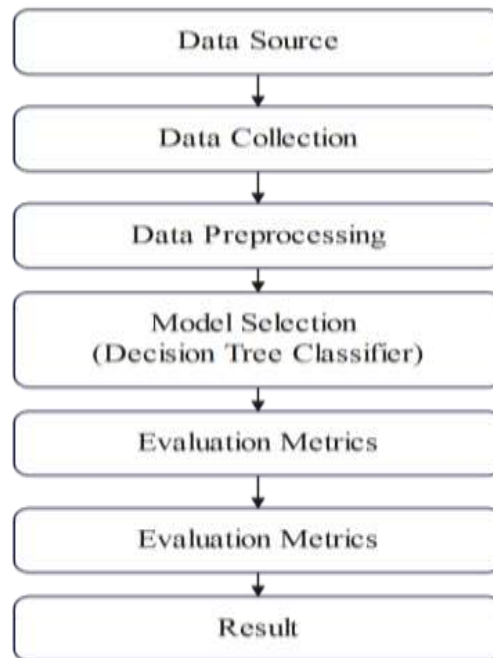 Data Source
Data Collection
Data Preprocessing
Model Selection
(Decision Tree Classifier)
Evaluation Metrics
Evaluation Metrics
Result